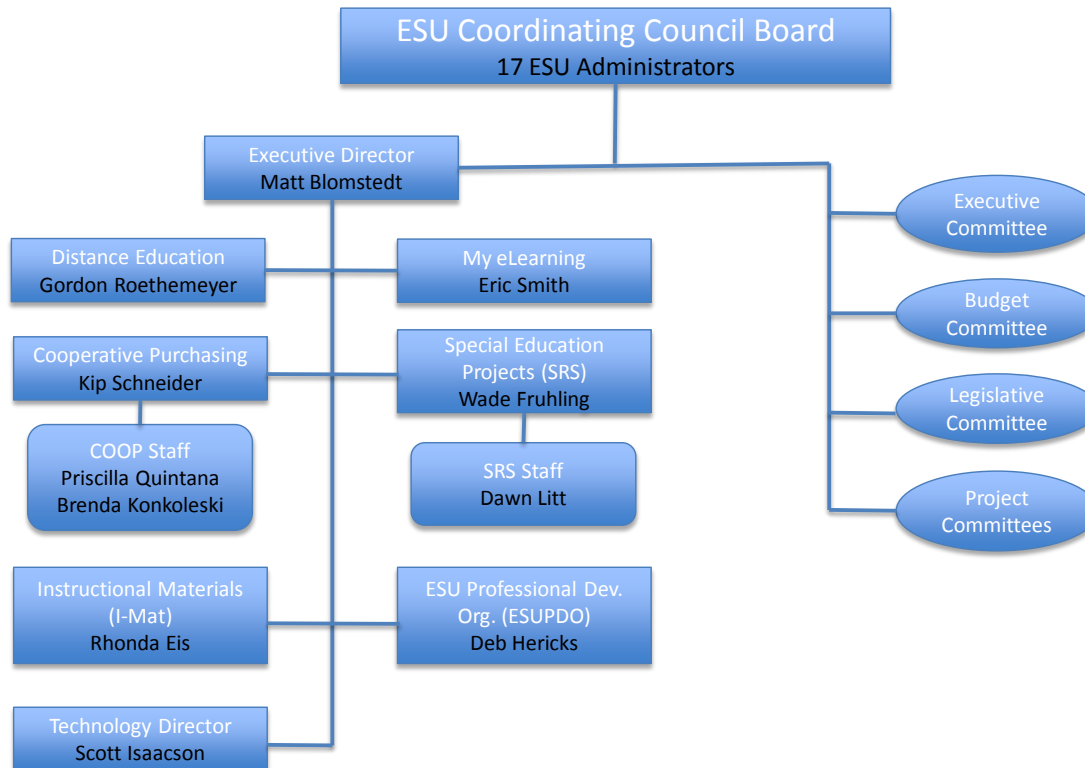 ESU Coordinating Council Board
17 ESU Administrators
Executive Director
Matt Blomstedt
Distance Education
Gordon Roethemeyer
My eLearning
Eric Smith
Cooperative Purchasing
Kip Schneider
Special Education
Projects (SRS)
Wade Fruhling
COOP Staff
Priscilla Quintana
Brenda Konkoleski
SRS Staff
Dawn Litt
Instructional Materials
(I-Mat)
Rhonda Eis
ESU Professional Dev.
Org. (ESUPDO)
Deb Hericks
Technology Director
Scott Isaacson
Executive
Committee
Budget
Committee
Legislative
Committee
Project
Committees